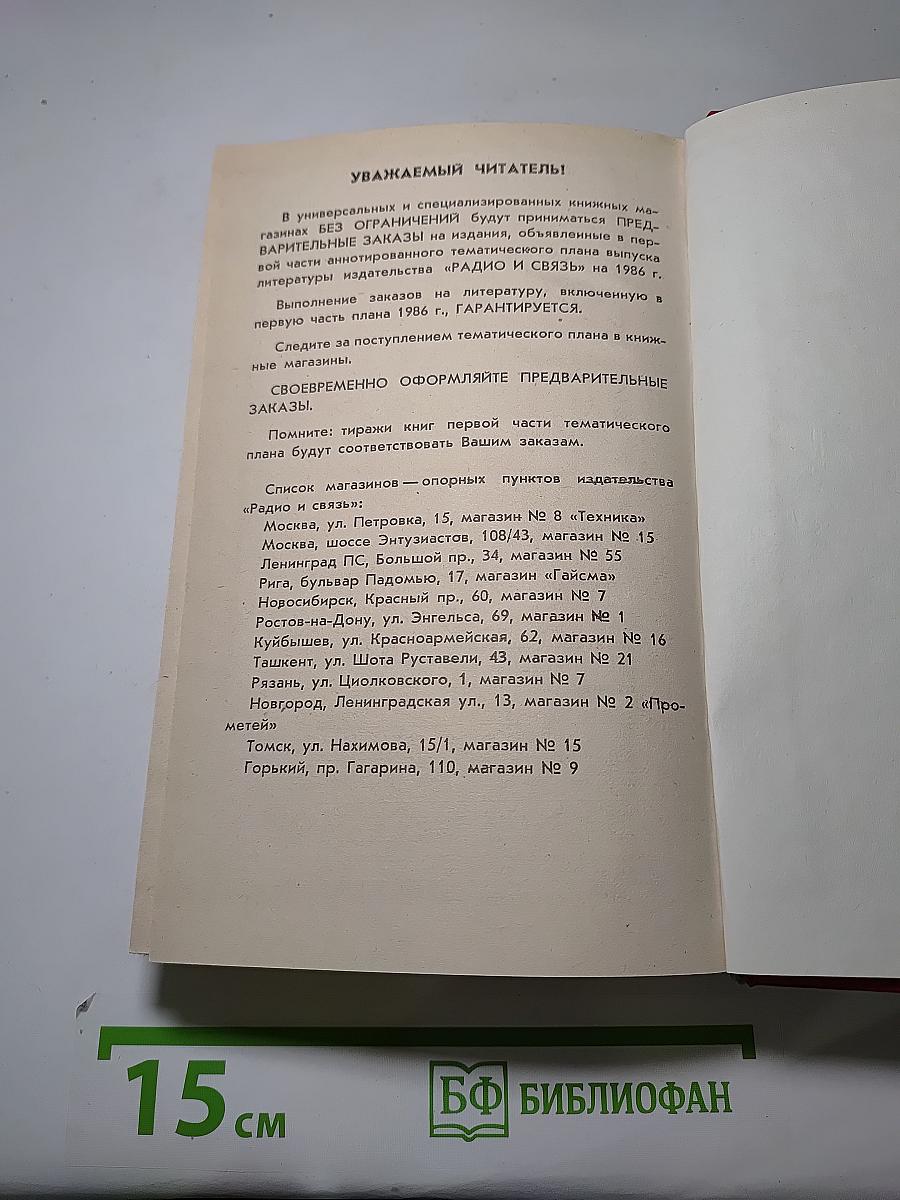 УВАЖАЕМЫЙ ЧИТАТЕЛЬ!
В универсальных и специализированных книжных ма-
газинах БЕЗ ОГРАНИЧЕНИЙ будут приниматься ПРЕД-
ВАРИТЕЛЬНЫЕ ЗАКАЗЫ на издания, объявленные в пер-
вой части аннотированного тематического плана выпуска
литературы издательства «РАДИО И СВЯЗЬ» на 1986 г.
Выполнение заказов на литературу, включенную в
первую часть плана 1986 г., ГАРАНТИРУЕТСЯ.
Следите за поступлением тематического плана в книж-
ные магазины.
СВОЕВРЕМЕННО ОФОРМЛЯЙТЕ ПРЕДВАРИТЕЛЬНЫЕ
ЗАКАЗЫ.
Помните: тиражи книг первой части тематического
плана будут соответствовать Вашим заказам.
Список магазинов — опорных пунктов издательства
«Радио и связь»:
Москва, ул. Петровка, 15, магазин № 8 «Техника»
Москва, шоссе Энтузиастов, 108/43, магазин № 15
Ленинград ПС, Большой пр., 34, магазин № 55
Рига, бульвар Падомью, 17, магазин «Гайсма»
Новосибирск, Красный пр., 60, магазин № 7
Ростов-на-Дону, ул. Энгельса, 69, магазин № 1
Куйбышев, ул. Красноармейская, 62, магазин № 16
Ташкент, ул. Шота Руставели, 43, магазин № 21
Рязань, ул. Циолковского, 1, магазин № 7
Новгород, Ленинградская ул., 13, магазин № 2 «Про-
метей»
Томск, ул. Нахимова, 15/1, магазин № 15
Горький, пр. Гагарина, 110, магазин № 9
15 см
БФ БИБЛИОФАН